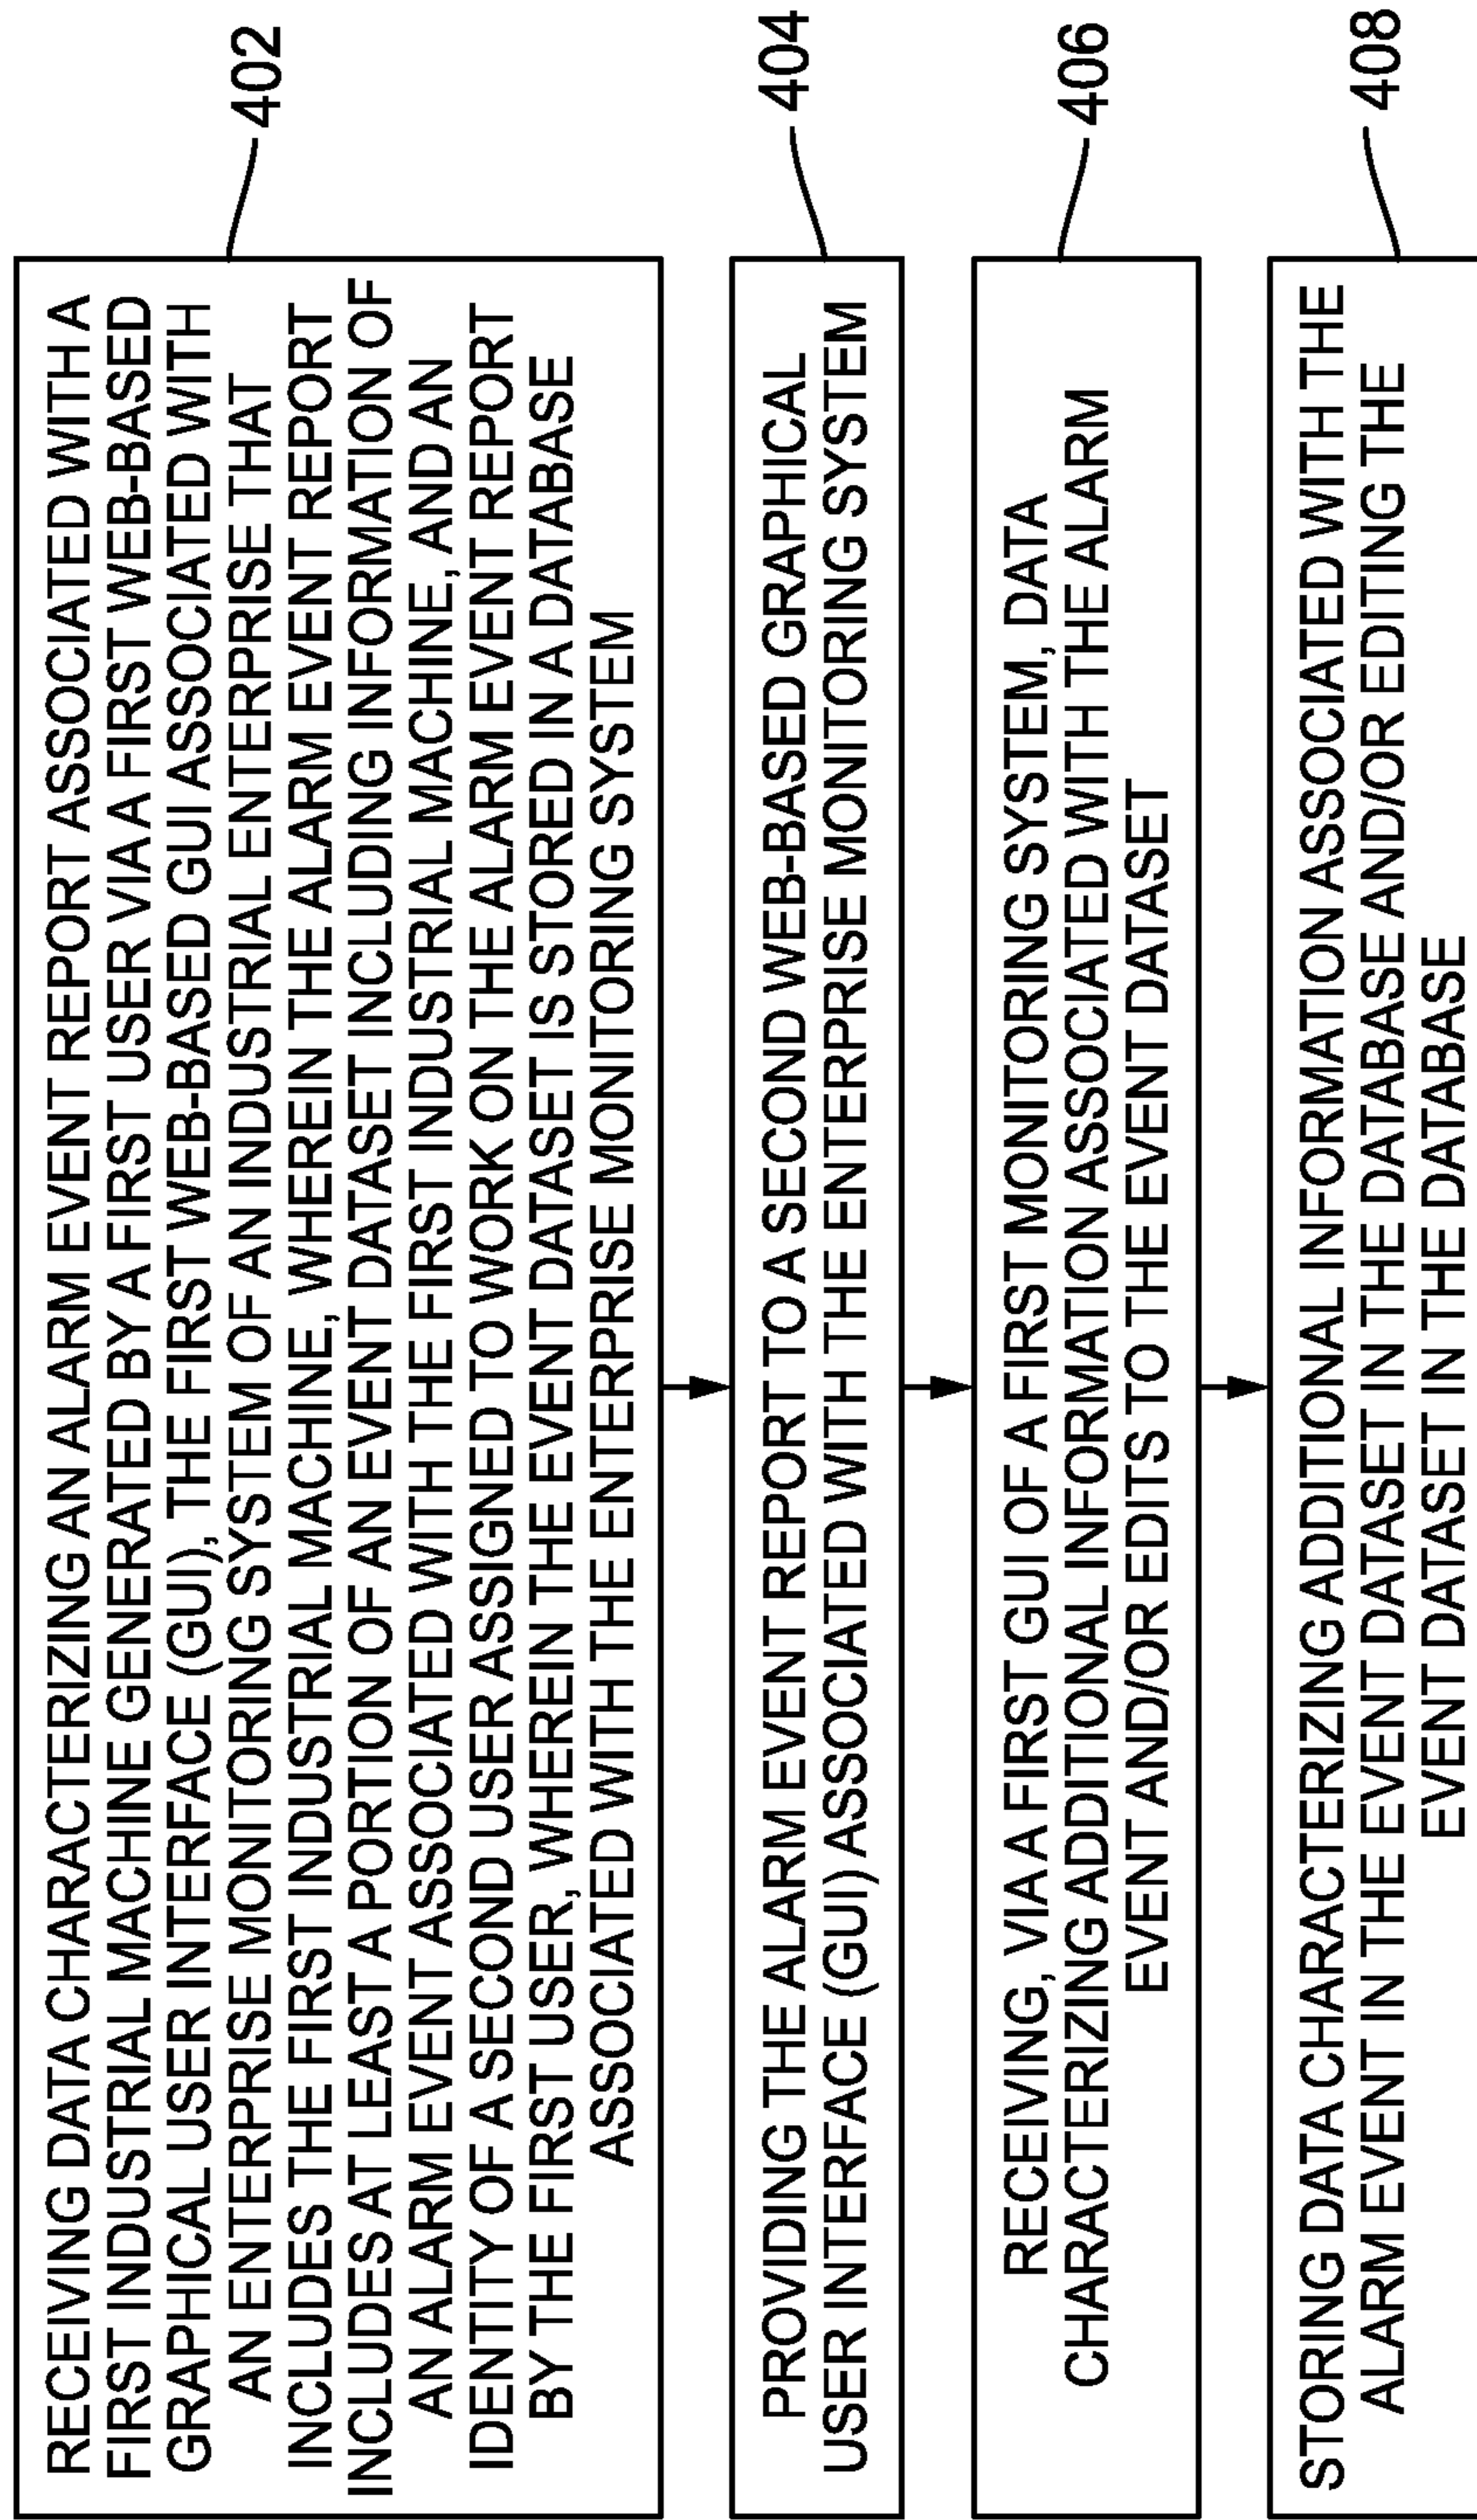 RECEIVING DATA CHARACTERIZING AN ALARM EVENT REPORT ASSOCIATED WITH A
FIRST INDUSTRIAL MACHINE GENERATED BY A FIRST USER VIA A FIRST WEB-BASED
GRAPHICAL USER INTERFACE (GUI), THE FIRST WEB-BASED GUI ASSOCIATED WITH
AN ENTERPRISE MONITORING SYSTEM OF AN INDUSTRIAL ENTERPRISE THAT
INCLUDES THE FIRST INDUSTRIAL MACHINE, WHEREIN THE ALARM EVENT REPORT
INCLUDES AT LEAST A PORTION OF AN EVENT DATASET INCLUDING INFORMATION OF
AN ALARM EVENT ASSOCIATED WITH THE FIRST INDUSTRIAL MACHINE, AND AN
IDENTITY OF A SECOND USER ASSIGNED TO WORK ON THE ALARM EVENT REPORT
BY THE FIRST USER, WHEREIN THE EVENT DATASET IS STORED IN A DATABASE
ASSOCIATED WITH THE ENTERPRISE MONITORING SYSTEM
402
PROVIDING THE ALARM EVENT REPORT TO A SECOND WEB-BASED GRAPHICAL
USER INTERFACE (GUI) ASSOCIATED WITH THE ENTERPRISE MONITORING SYSTEM
404
RECEIVING, VIA A FIRST GUI OF A FIRST MONITORING SYSTEM, DATA
CHARACTERIZING ADDITIONAL INFORMATION ASSOCIATED WITH THE ALARM
EVENT AND/OR EDITS TO THE EVENT DATASET
406
STORING DATA CHARACTERIZING ADDITIONAL INFORMATION ASSOCIATED WITH THE
ALARM EVENT IN THE EVENT DATASET IN THE DATABASE AND/OR EDITING THE
EVENT DATASET IN THE DATABASE
408